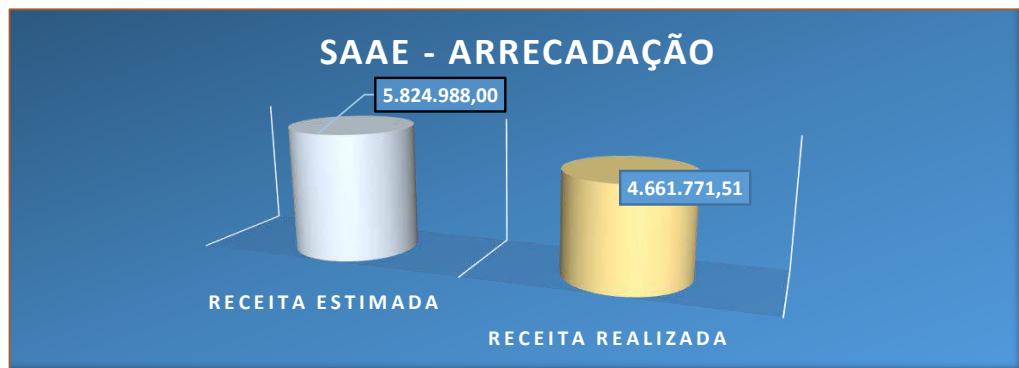 SAAE - ARRECADAÇÃO
5.824.988,00
4.661.771,51
RECEITA ESTIMADA
RECEITA REALIZADA